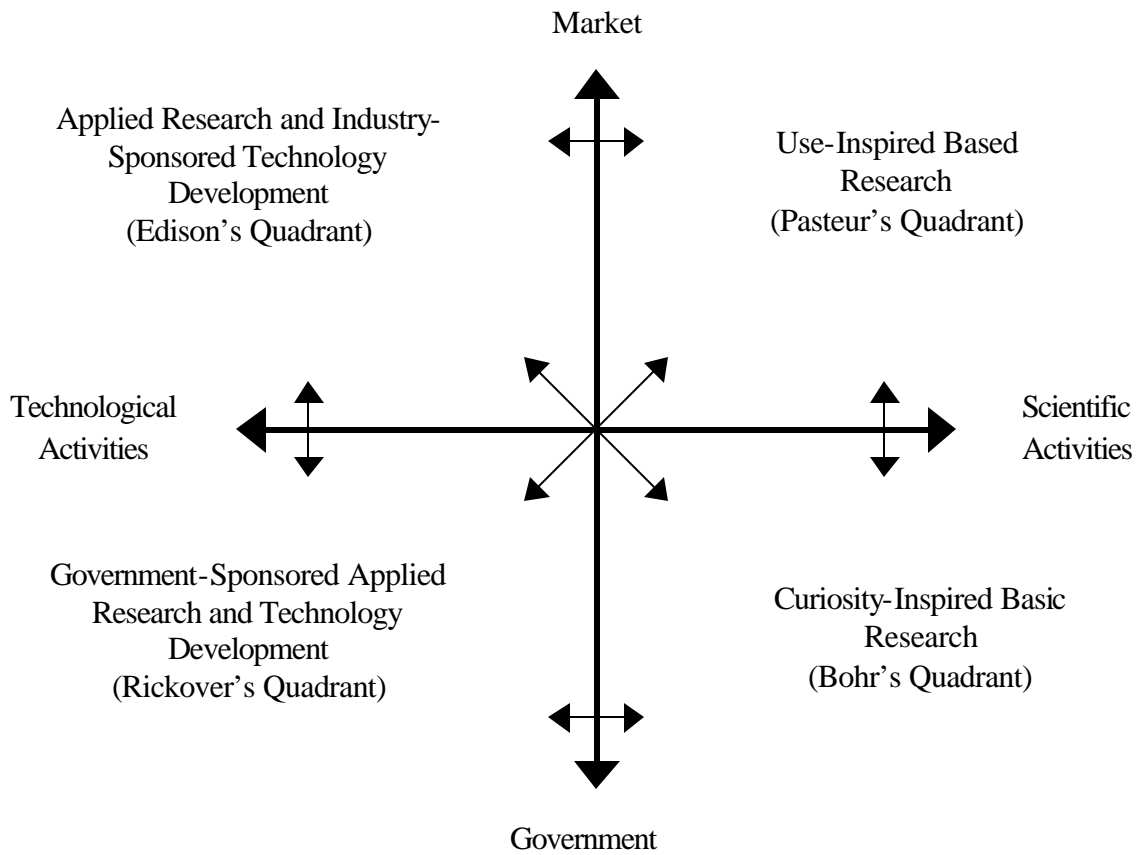 Market
Applied Research and Industry-
Sponsored Technology
Development
(Edison's Quadrant)
Use-Inspired Based
Research
(Pasteur's Quadrant)
Technological
Activities
Scientific
Activities
Government-Sponsored Applied
Research and Technology
Development
(Rickover's Quadrant)
Curiosity-Inspired Basic
Research
(Bohr's Quadrant)
Government